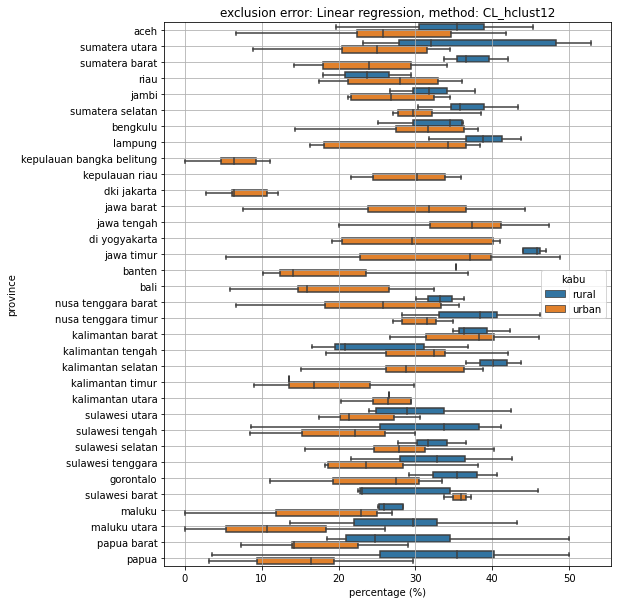 exclusion error: Linear regression, method: CL_hclust12
aceh
sumatera utara
sumatera barat
riau
jambi
sumatera selatan
bengkulu
lampung
kepulauan bangka belitung
kepulauan riau
dki jakarta
jawa barat
jawa tengah
di yogyakarta
jawa timur
banten
bali
nusa tenggara barat
nusa tenggara timur
kalimantan barat
kalimantan tengah
kalimantan selatan
kalimantan timur
kalimantan utara
sulawesi utara
sulawesi tengah
sulawesi selatan
sulawesi tenggara
gorontalo
sulawesi barat
maluku
maluku utara
papua barat
papua
province
kabu
rural
urban
0 10 20 30 40 50
percentage (%)